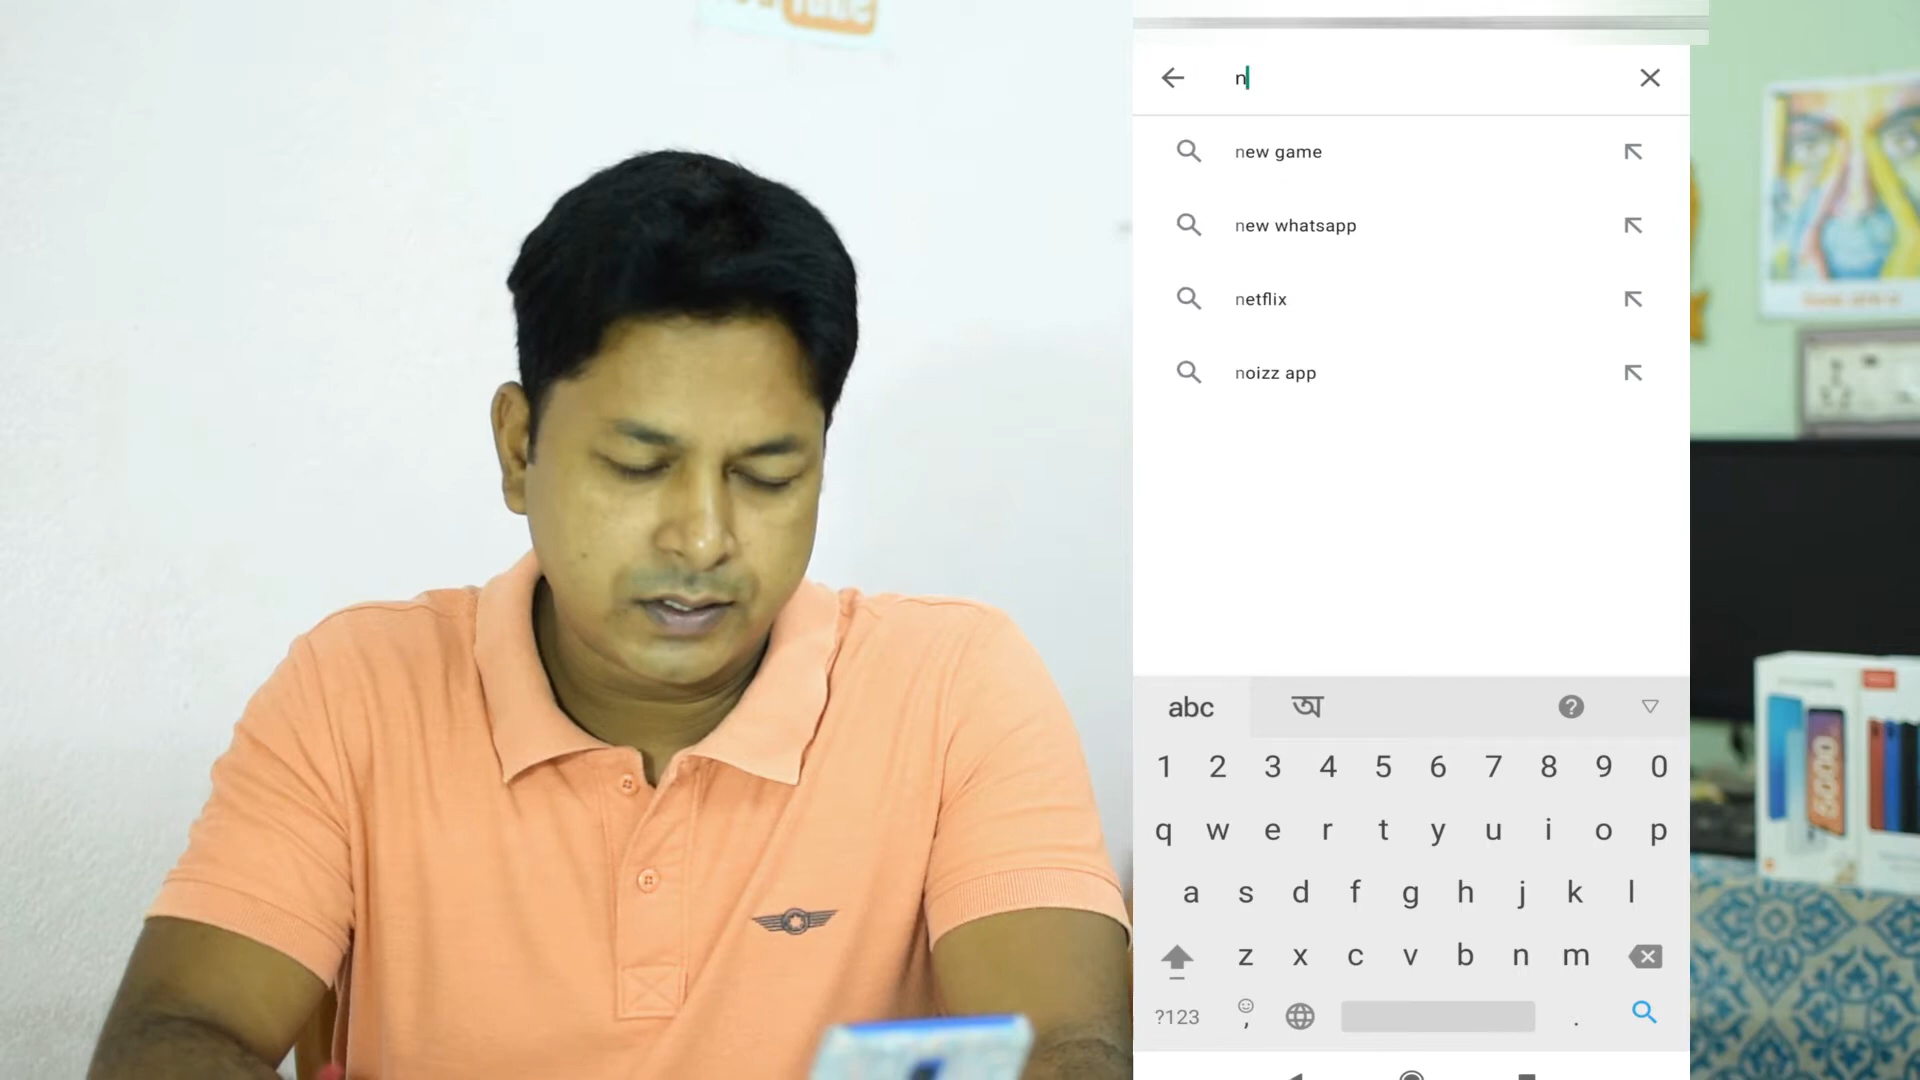 n
new game
new whatsapp
netflix
noizz app
abc অ ?
1 2 3 4 5 6 7 8 9 0
q w e r t y u i o p
a s d f g h j k l
z x c v b n m
?123 , .
5000